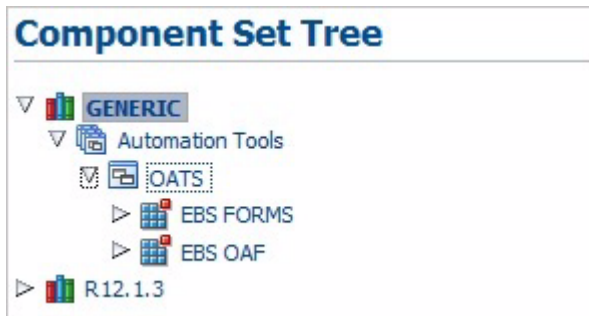 Component Set Tree
GENERIC
Automation Tools
OATS
EBS FORMS
EBS OAF
R12.1.3